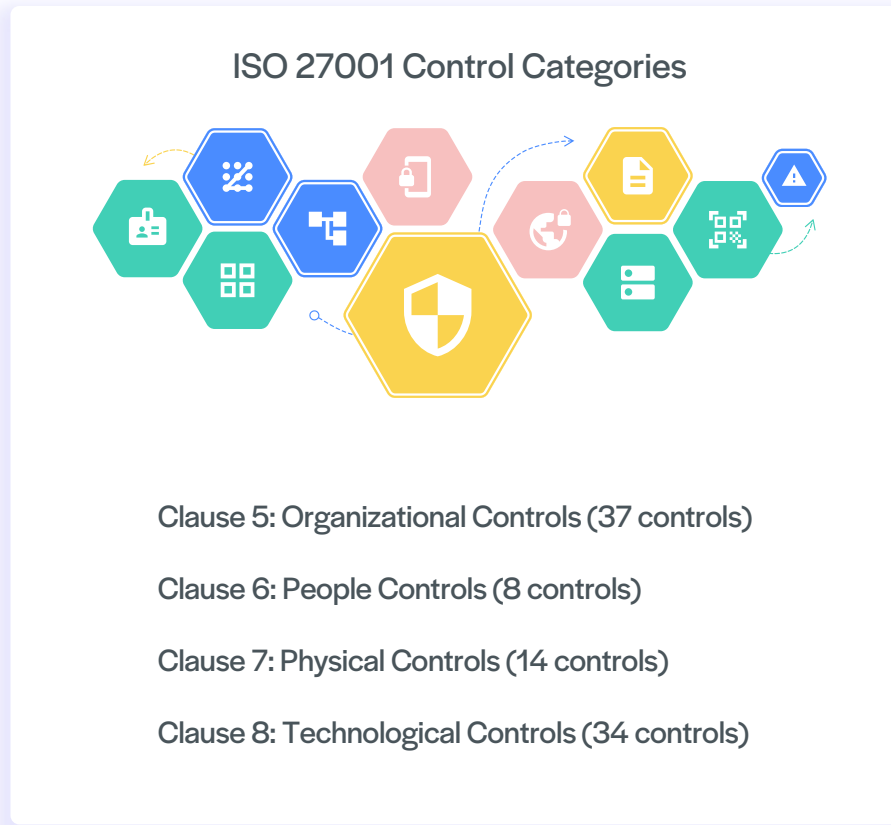 ISO 27001 Control Categories
Clause 5: Organizational Controls (37 controls)
Clause 6: People Controls (8 controls)
Clause 7: Physical Controls (14 controls)
Clause 8: Technological Controls (34 controls)